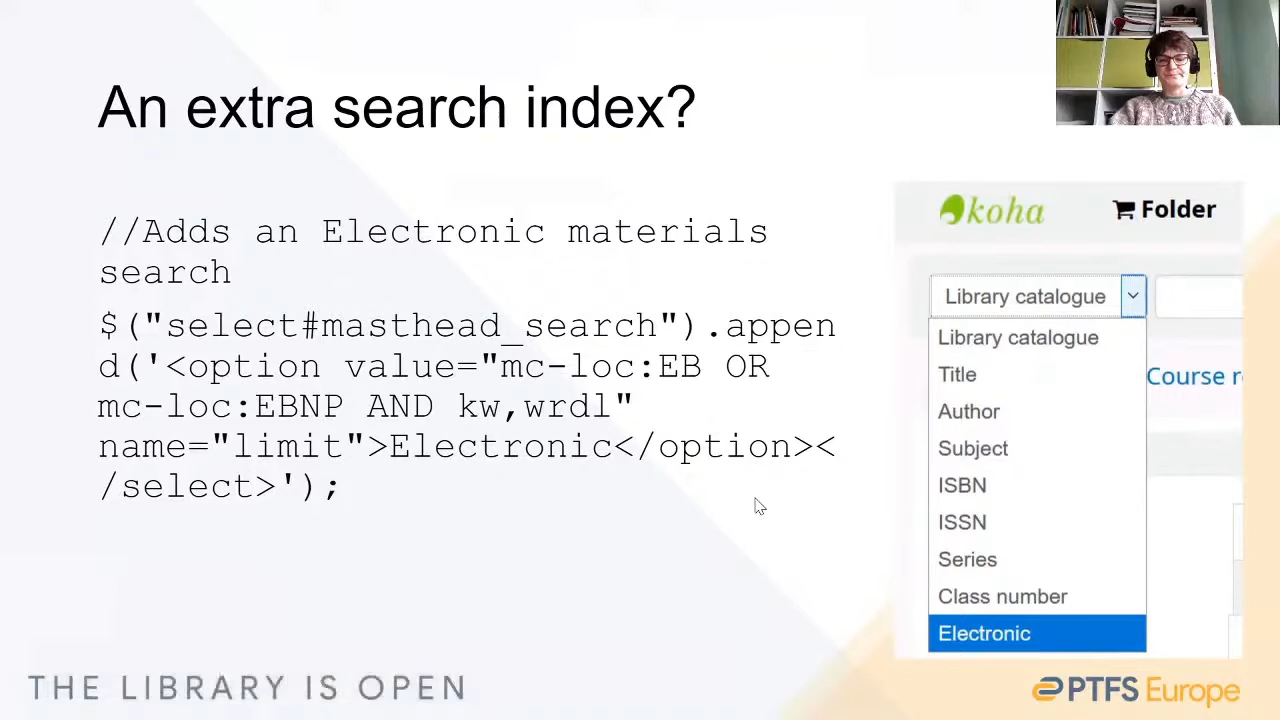 An extra search index?
//Adds an Electronic materials
search
$("select#masthead_search").appen
d('<option value="mc-loc:EB OR
mc-loc:EBNP AND kw,wrdl"
name="limit">Electronic</option><
/select>');
koha
Folder
Library catalogue
Library catalogue
Title
Course r
Author
Subject
ISBN
ISSN
Series
Class number
Electronic
THE LIBRARY IS OPEN
PTFS Europe